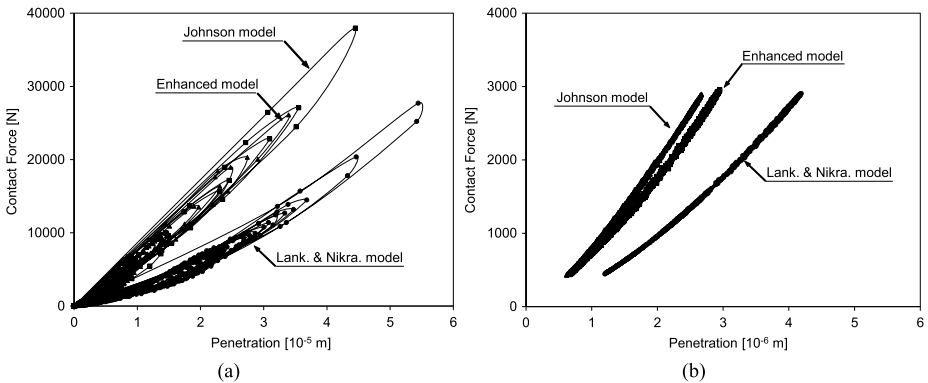 40000
30000
20000
10000
0
0 1 2 3 4 5 6
Contact Force [N]
Penetration [10⁻⁵ m]
Johnson model
Enhanced model
Lank. & Nikra. model
(a)
4000
3000
2000
1000
0
0 1 2 3 4 5 6
Contact Force [N]
Penetration [10⁻⁶ m]
Enhanced model
Johnson model
Lank. & Nikra. model
(b)